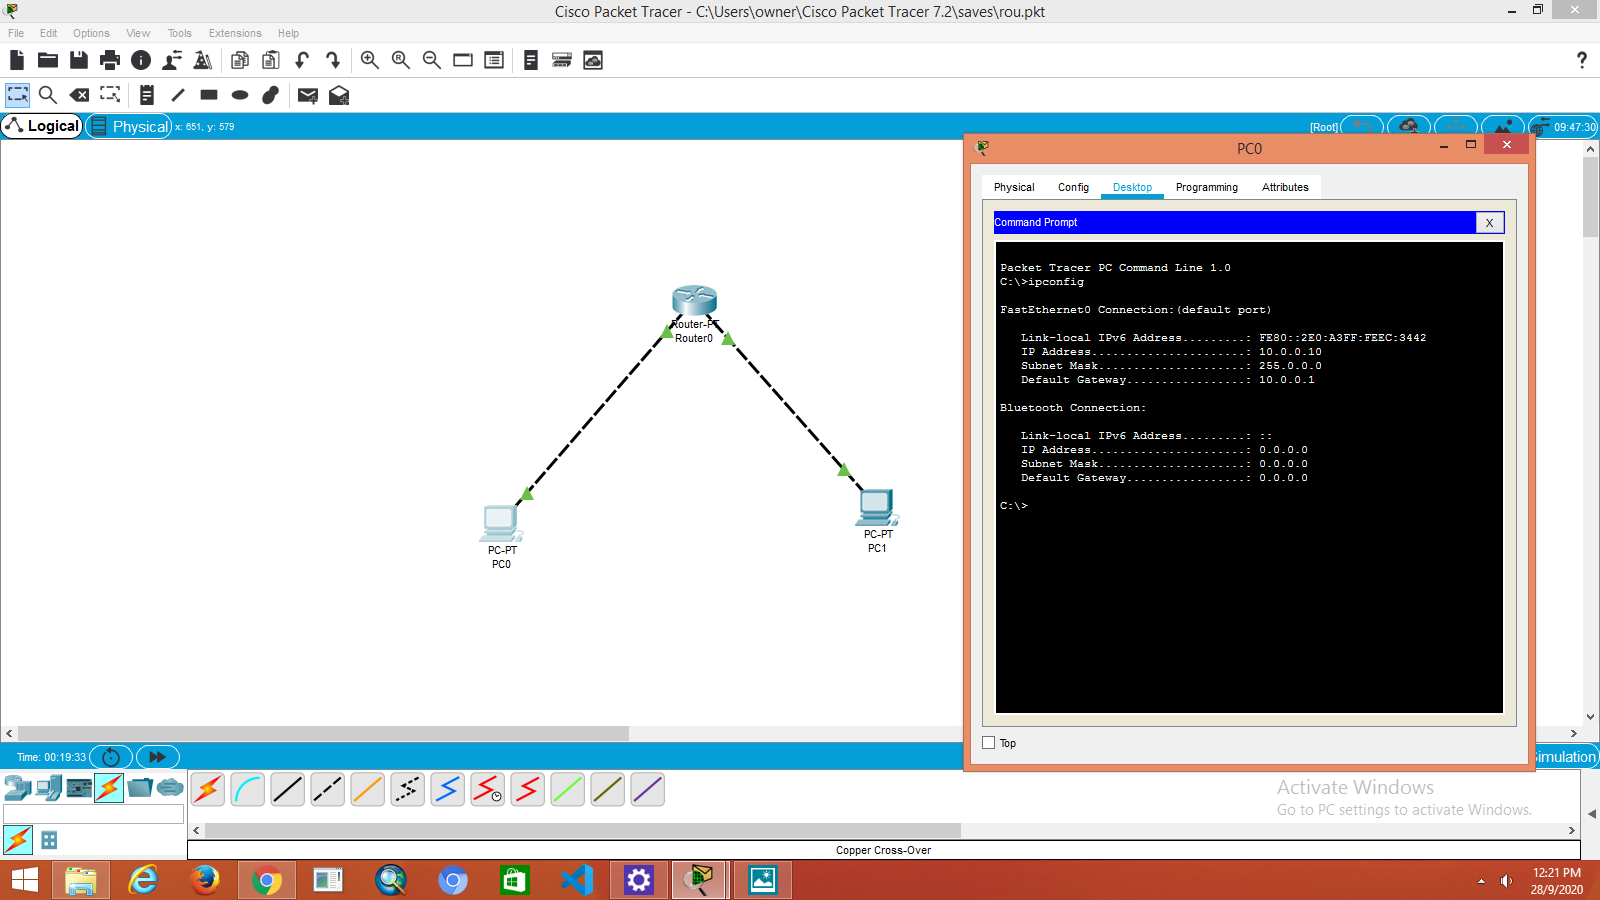 Cisco Packet Tracer - C:\Users\owner\Cisco Packet Tracer 7.2\saves\rou.pkt
File Edit Options View Tools Extensions Help
?
Logical Physical x: 651, y: 579 [Root] 09:47:30
PC0
Physical Config Desktop Programming Attributes
Command Prompt X
Packet Tracer PC Command Line 1.0
C:\>ipconfig
FastEthernet0 Connection:(default port)
Link-local IPv6 Address.........: FE80::2E0:A3FF:FEEC:3442
IP Address......................: 10.0.0.10
Subnet Mask.....................: 255.0.0.0
Default Gateway.................: 10.0.0.1
Bluetooth Connection:
Link-local IPv6 Address.........: ::
IP Address......................: 0.0.0.0
Subnet Mask.....................: 0.0.0.0
Default Gateway.................: 0.0.0.0
C:\>
Top
Router-PT
Router0
PC-PT
PC0
PC-PT
PC1
Time: 00:19:33
Simulation
Activate Windows
Go to PC settings to activate Windows.
Copper Cross-Over
12:21 PM
28/9/2020